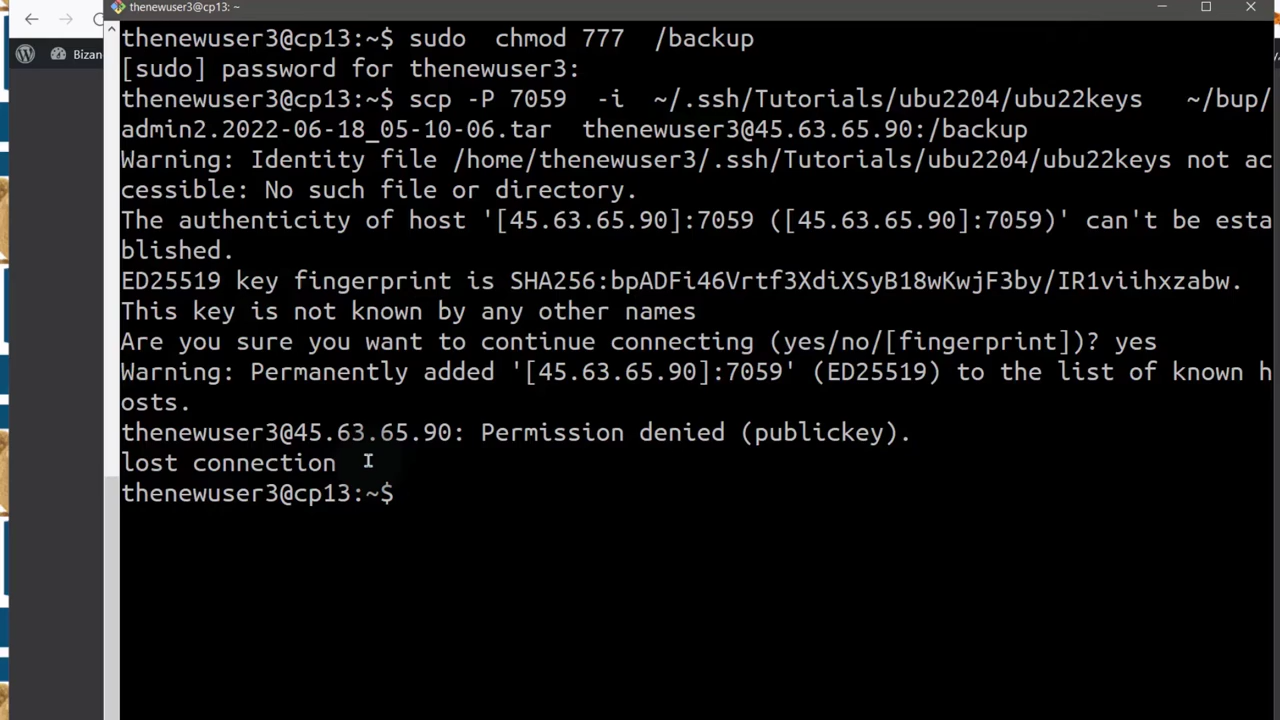 thenewuser3@cp13: ~
Bizan
thenewuser3@cp13:~$ sudo  chmod 777  /backup
[sudo] password for thenewuser3:
thenewuser3@cp13:~$ scp -P 7059  -i  ~/.ssh/Tutorials/ubu2204/ubu22keys   ~/bup/
admin2.2022-06-18_05-10-06.tar  thenewuser3@45.63.65.90:/backup
Warning: Identity file /home/thenewuser3/.ssh/Tutorials/ubu2204/ubu22keys not ac
cessible: No such file or directory.
The authenticity of host '[45.63.65.90]:7059 ([45.63.65.90]:7059)' can't be esta
blished.
ED25519 key fingerprint is SHA256:bpADFi46Vrtf3XdiXSyB18wKwjF3by/IR1viihxzabw.
This key is not known by any other names
Are you sure you want to continue connecting (yes/no/[fingerprint])? yes
Warning: Permanently added '[45.63.65.90]:7059' (ED25519) to the list of known h
osts.
thenewuser3@45.63.65.90: Permission denied (publickey).
lost connection
thenewuser3@cp13:~$